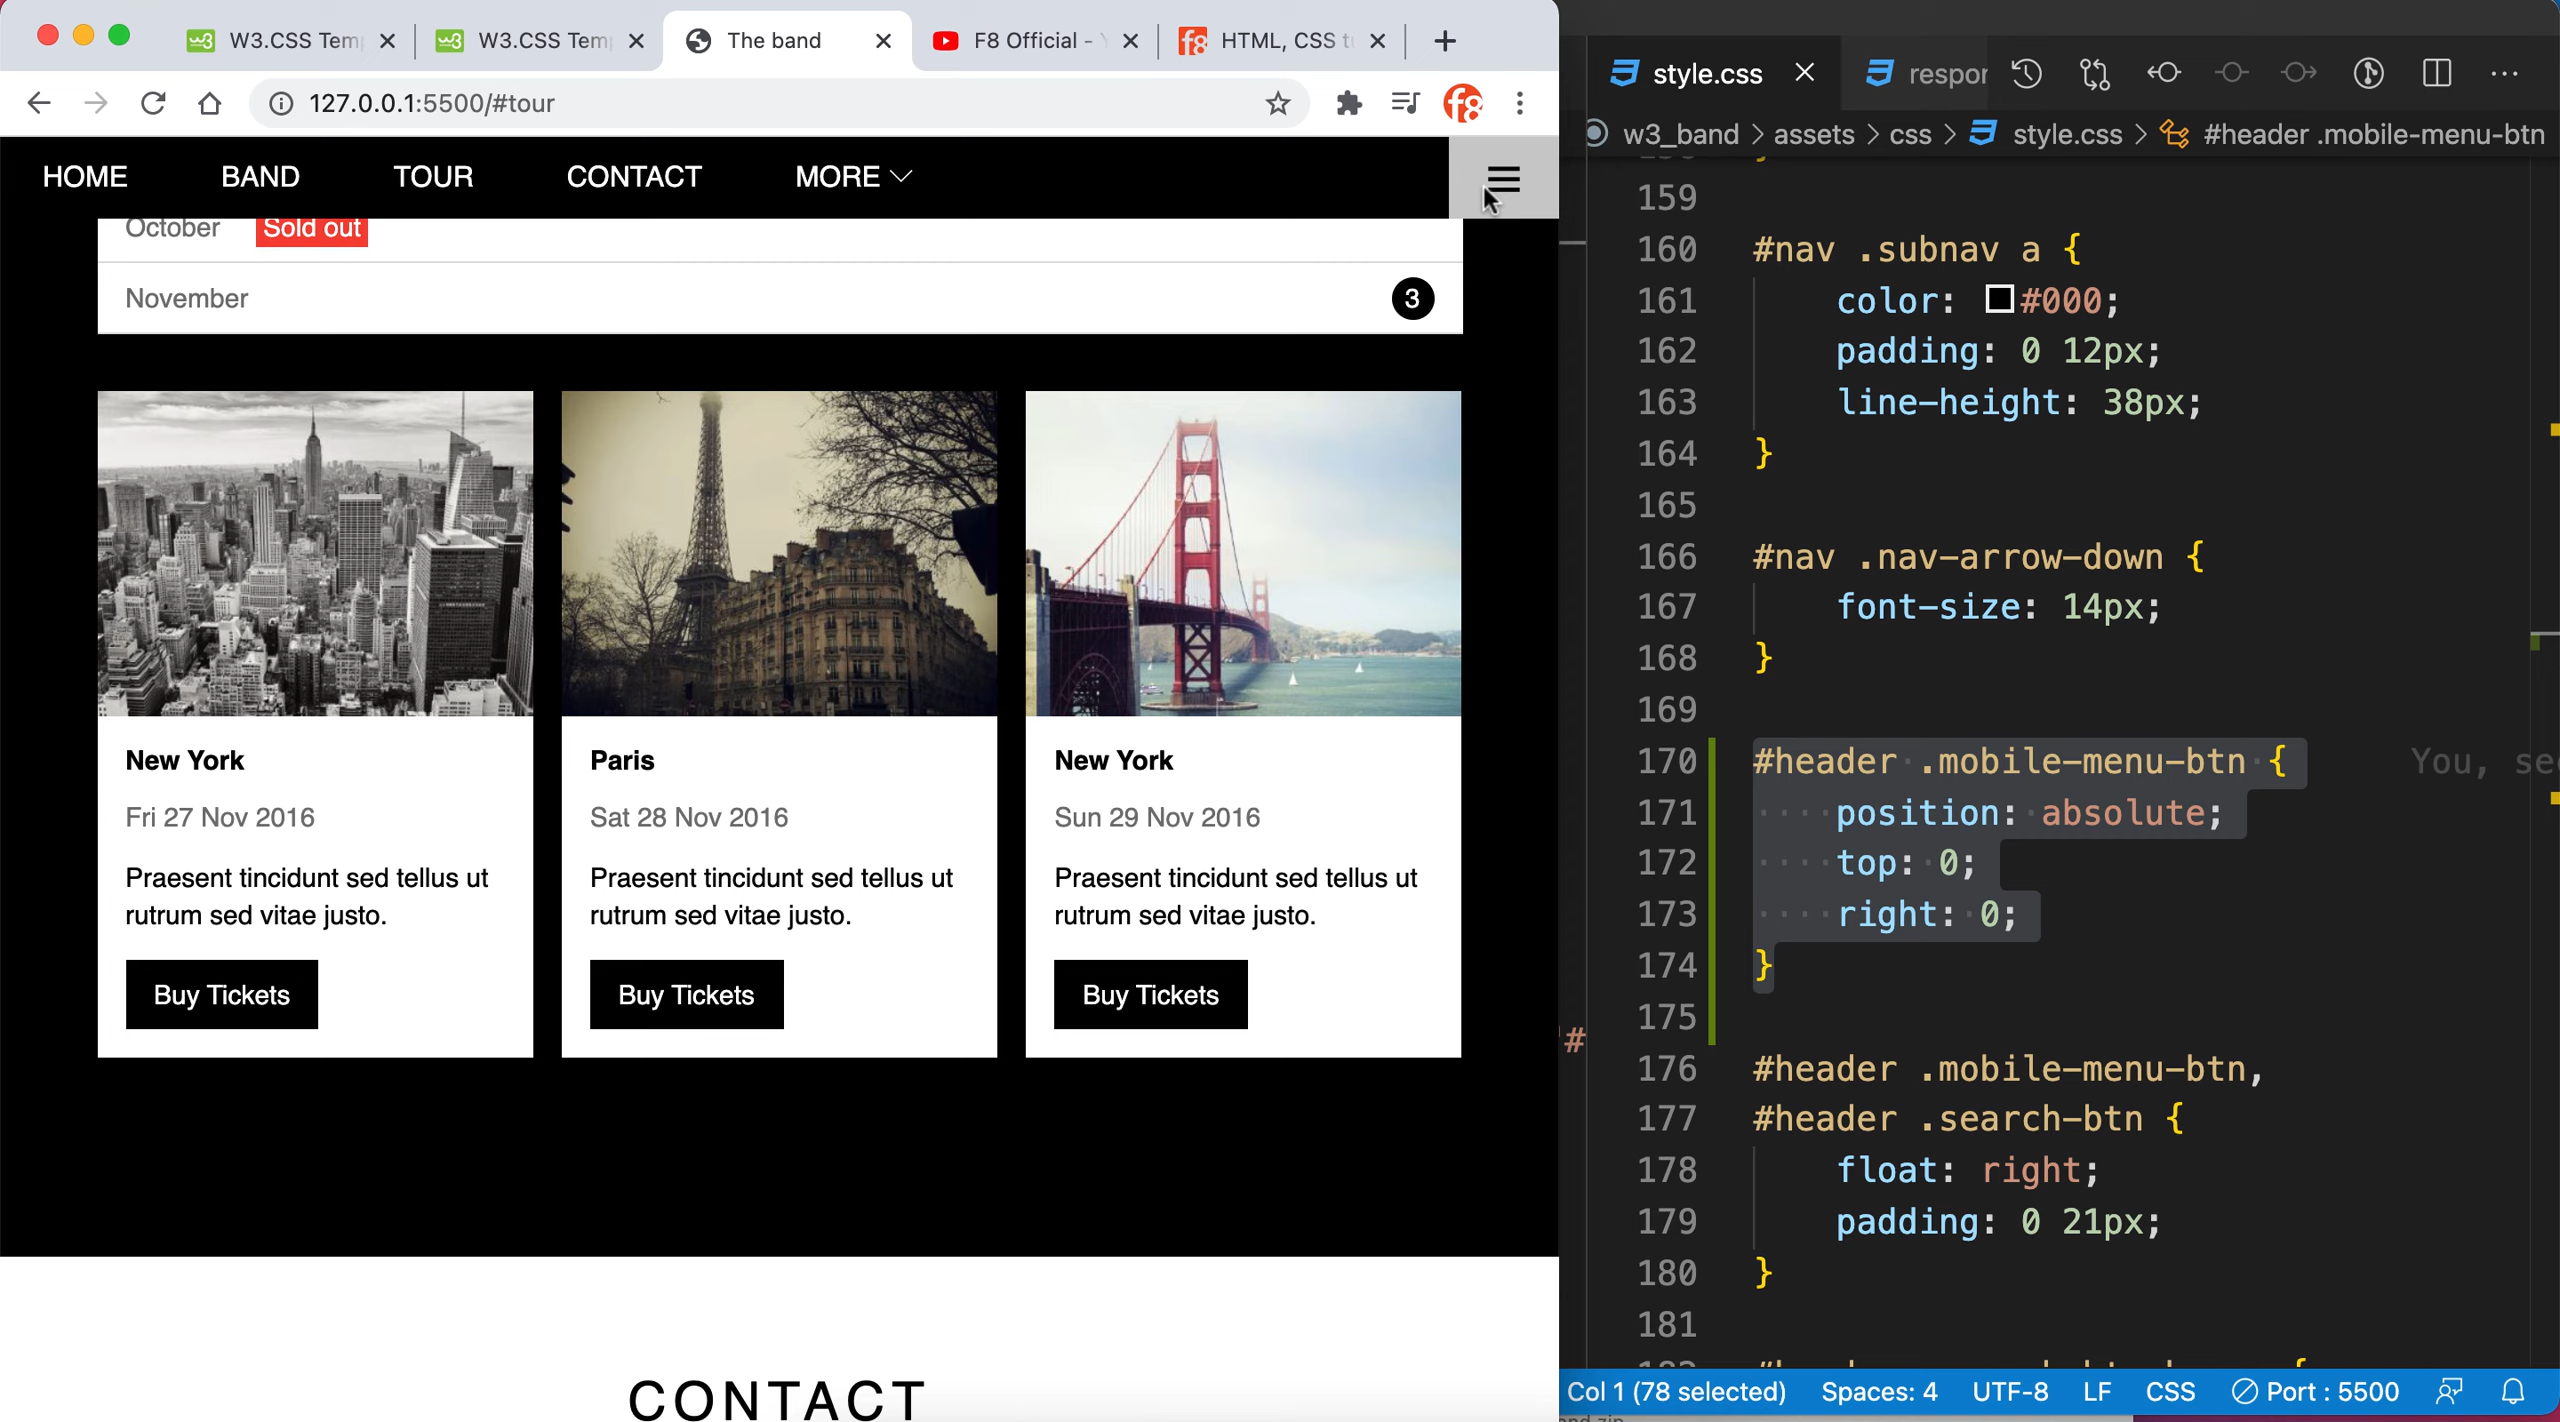 W3.CSS Tem
W3.CSS Tem
The band
F8 Official -
HTML, CSS t
127.0.0.1:5500/#tour
HOME
BAND
TOUR
CONTACT
MORE
October
Sold out
November
3
New York
Fri 27 Nov 2016
Praesent tincidunt sed tellus ut
rutrum sed vitae justo.
Buy Tickets
Paris
Sat 28 Nov 2016
Praesent tincidunt sed tellus ut
rutrum sed vitae justo.
Buy Tickets
New York
Sun 29 Nov 2016
Praesent tincidunt sed tellus ut
rutrum sed vitae justo.
Buy Tickets
CONTACT
style.css
respon
w3_band > assets > css > style.css > #header .mobile-menu-btn
159
160 #nav .subnav a {
161 color: #000;
162 padding: 0 12px;
163 line-height: 38px;
164 }
165
166 #nav .nav-arrow-down {
167 font-size: 14px;
168 }
169
170 #header .mobile-menu-btn { You, se
171 position: absolute;
172 top: 0;
173 right: 0;
174 }
175
176 #header .mobile-menu-btn,
177 #header .search-btn {
178 float: right;
179 padding: 0 21px;
180 }
181
Col 1 (78 selected) Spaces: 4 UTF-8 LF CSS Port : 5500